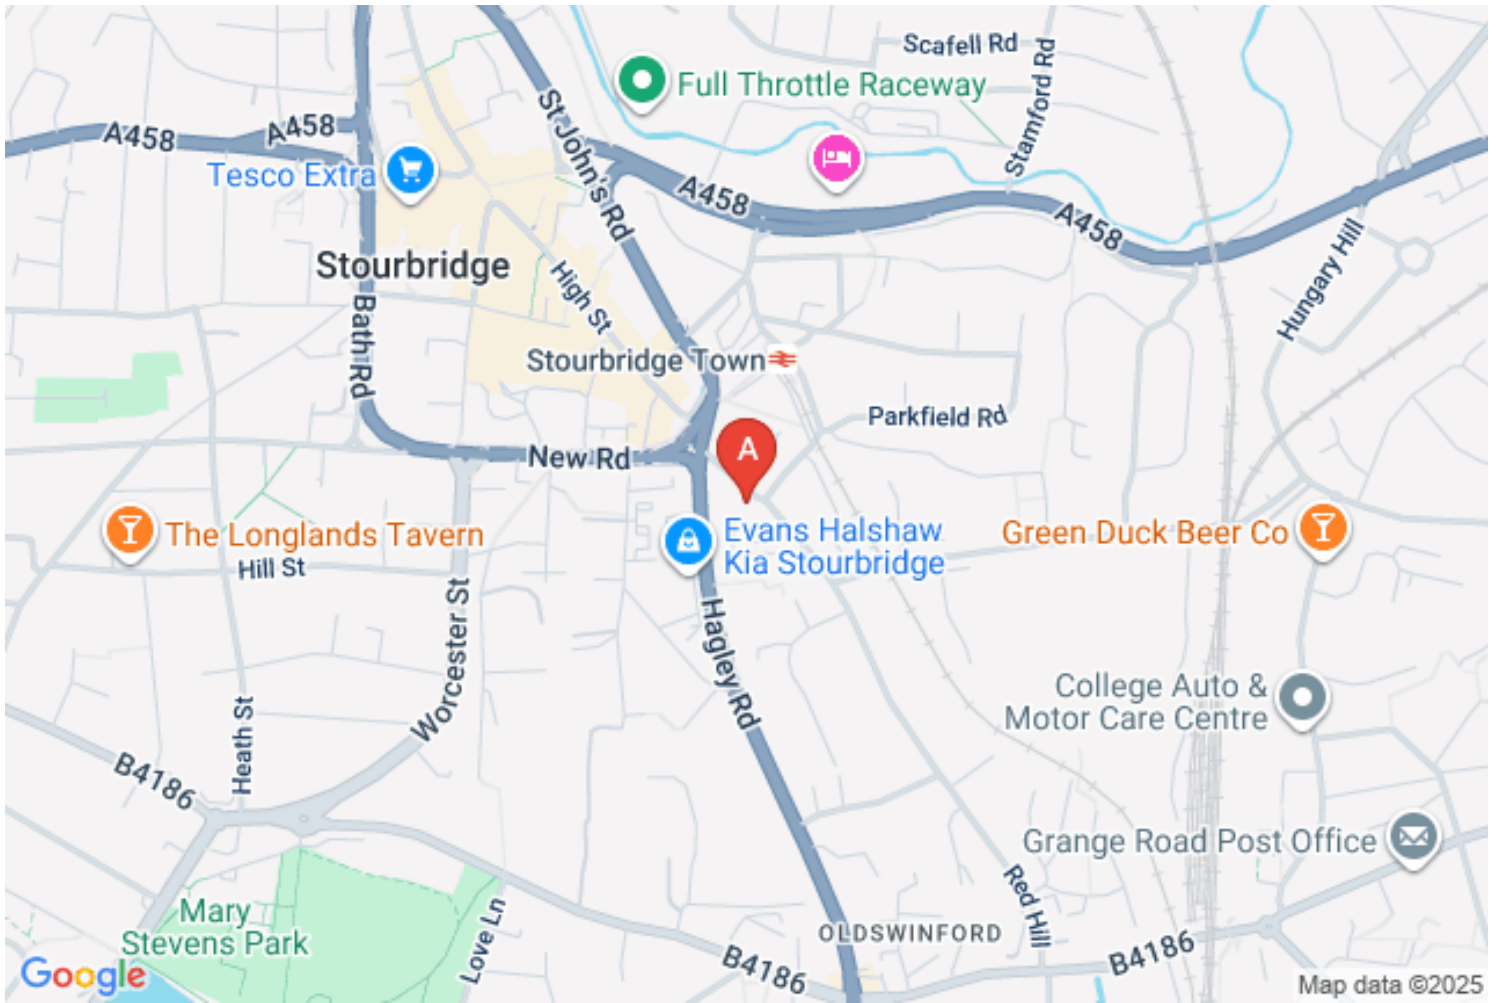 Scafell Rd
Stamford Rd
Full Throttle Raceway
A458
A458
St John's Rd
Tesco Extra
A458
A458
Stourbridge
High St
Hungary Hill
Bath Rd
Stourbridge Town
Parkfield Rd
A
New Rd
The Longlands Tavern
Evans Halshaw
Kia Stourbridge
Green Duck Beer Co
Hill St
Worcester St
Hagley Rd
College Auto &
Motor Care Centre
Heath St
B4186
Grange Road Post Office
Red Hill
Mary
Stevens Park
Love Ln
OLDSWINFORD
B4186
B4186
Google
Map data ©2025